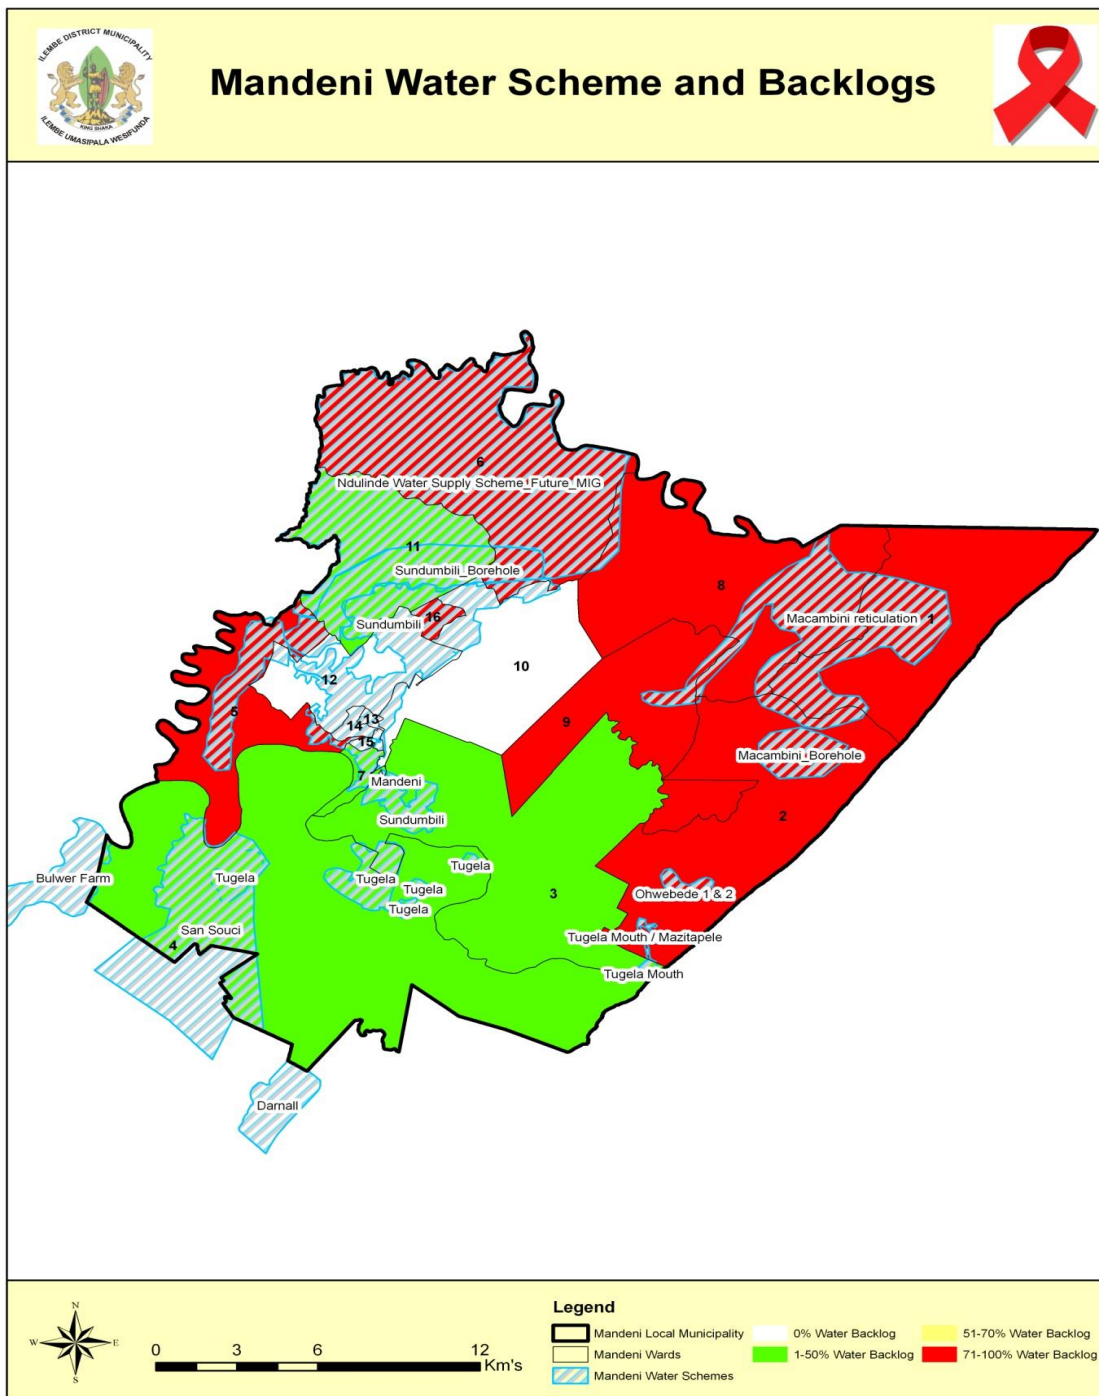 ILEMBE DISTRICT MUNICIPALITY
KING SHAKA
ILEMBE UMASIPALA WESIFUNDA
Mandeni Water Scheme and Backlogs
6
Ndulinde Water Supply Scheme_Future_MIG
11
Sundumbili_Borehole
8
Sundumbili
16
Macambini reticulation
1
10
12
5
9
13
14
15
Macambini_Borehole
7
Mandeni
2
Sundumbili
Tugela
Bulwer Farm
Tugela
Tugela
Tugela
3
Ohwebede 1 & 2
Tugela
San Souci
Tugela Mouth / Mazitapele
4
Tugela Mouth
Darnall
N
W
E
S
0
3
6
12
Km's
Legend
Mandeni Local Municipality
0% Water Backlog
51-70% Water Backlog
Mandeni Wards
1-50% Water Backlog
71-100% Water Backlog
Mandeni Water Schemes